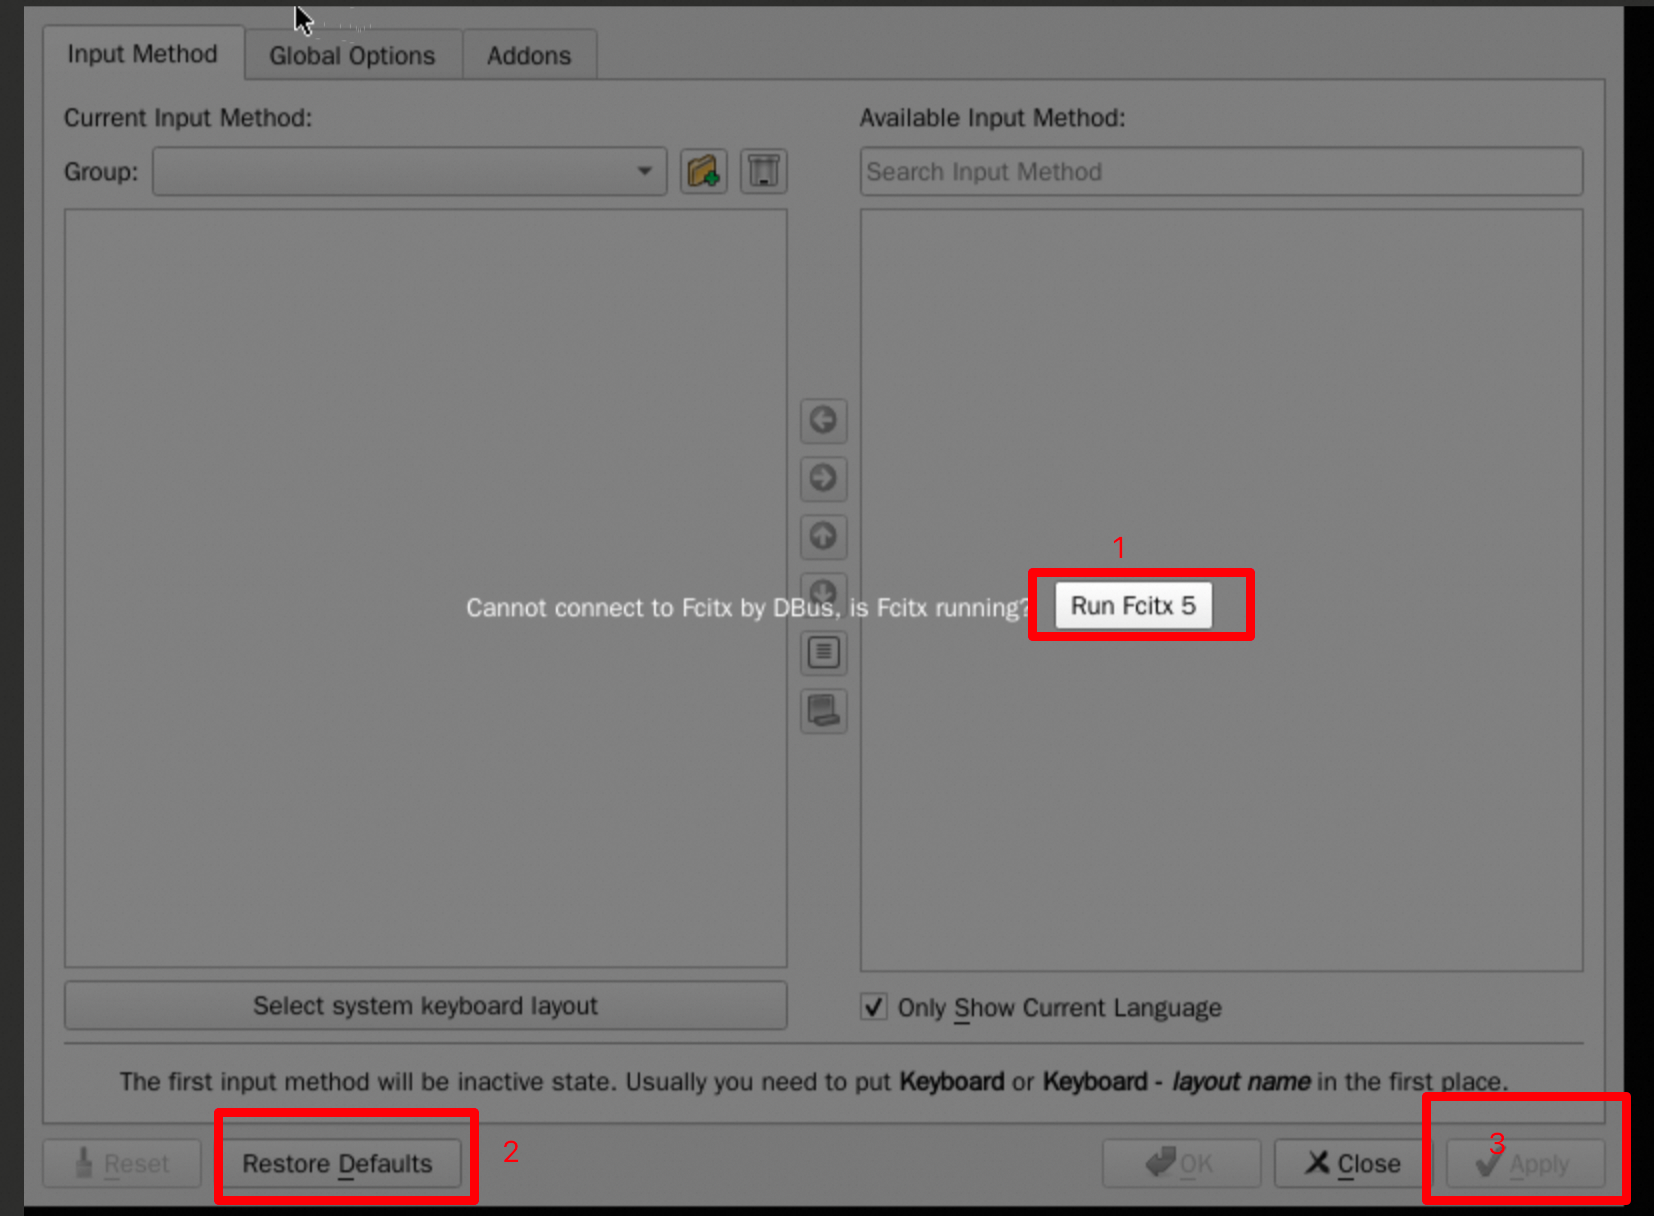 Input Method Global Options Addons
Current Input Method: Available Input Method:
Group: Search Input Method
1
Cannot connect to Fcitx by DBus, is Fcitx running? Run Fcitx 5
Select system keyboard layout Only Show Current Language
The first input method will be inactive state. Usually you need to put Keyboard or Keyboard - layout name in the first place.
Reset Restore Defaults 2 OK Close 3 Apply